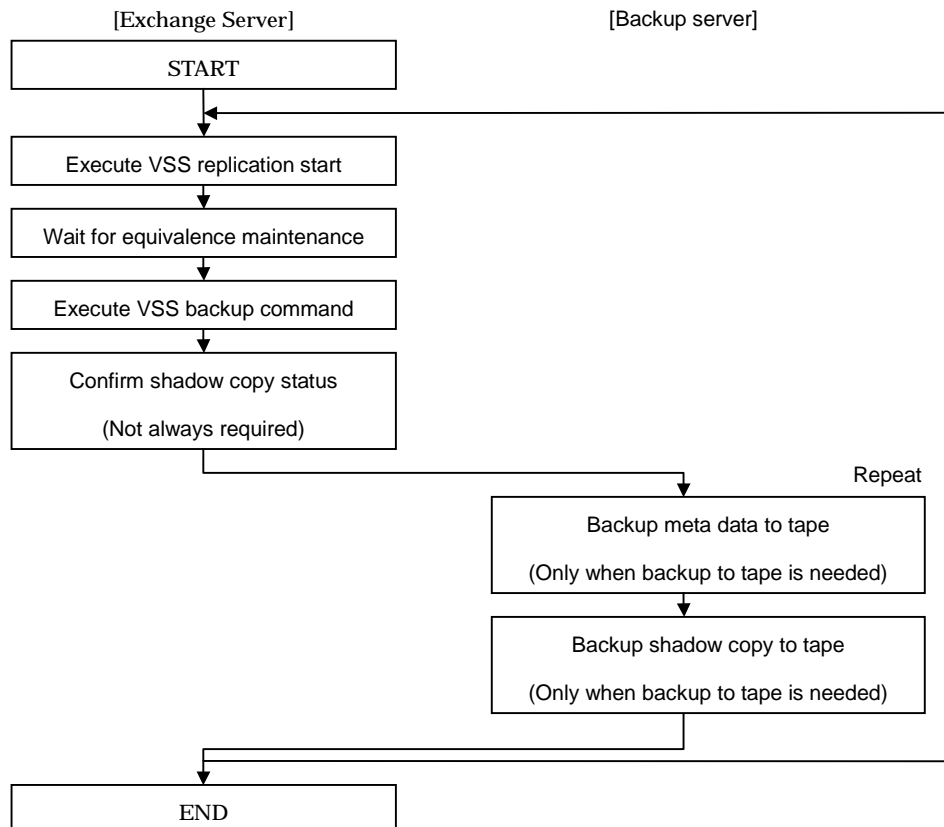 [Exchange Server]
[Backup server]
START
Execute VSS replication start
Wait for equivalence maintenance
Execute VSS backup command
Confirm shadow copy status
(Not always required)
Repeat
Backup meta data to tape
(Only when backup to tape is needed)
Backup shadow copy to tape
(Only when backup to tape is needed)
END